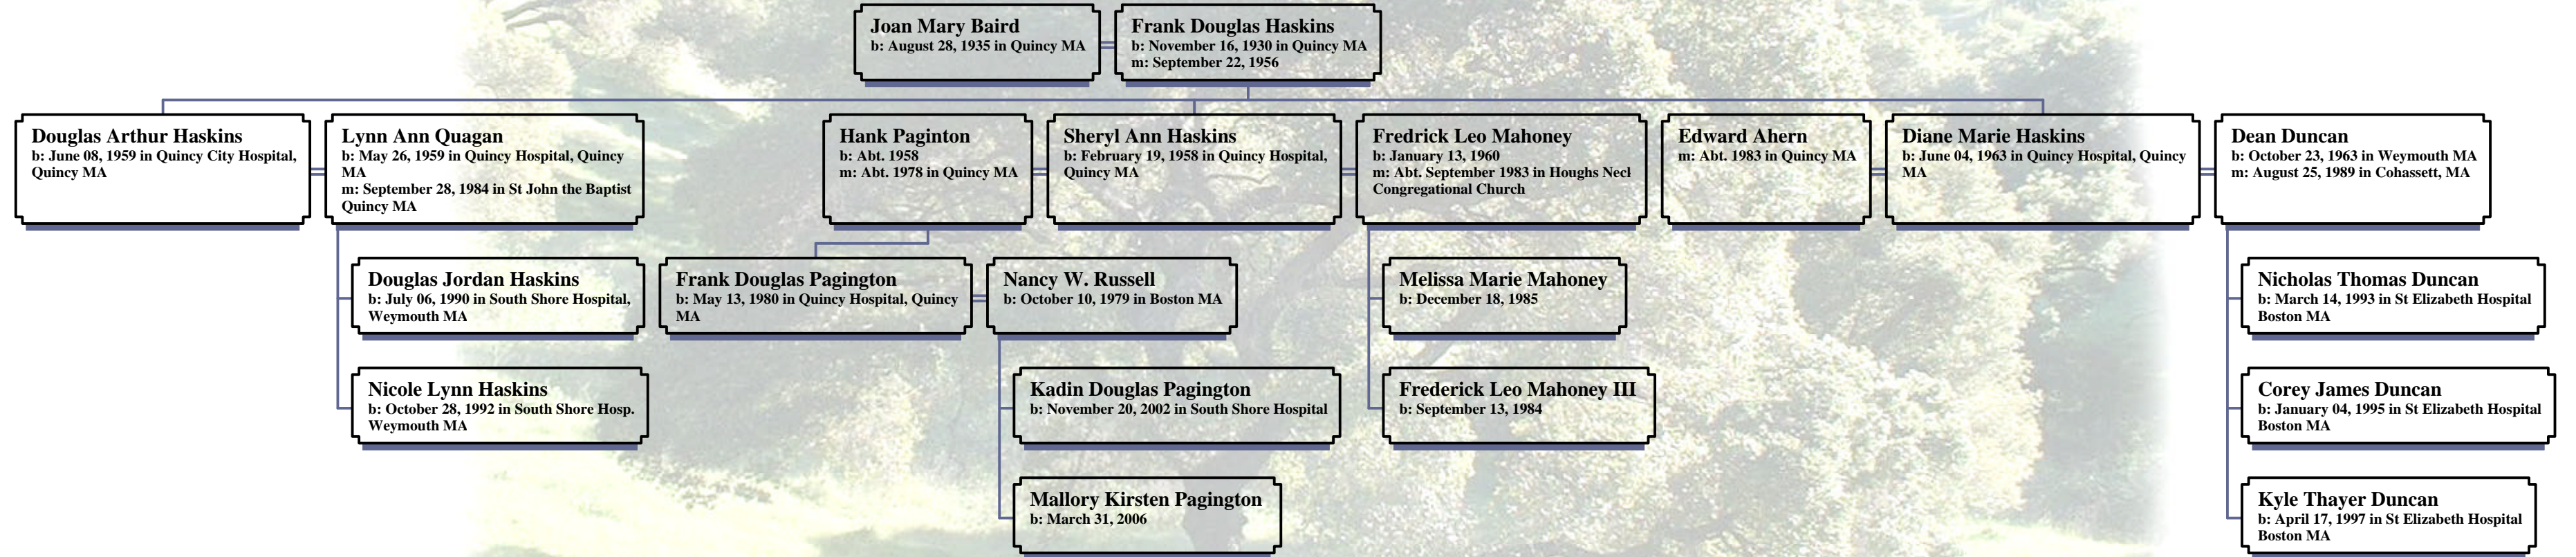 Joan Mary Baird
b: August 28, 1935 in Quincy MA
Frank Douglas Haskins
b: November 16, 1930 in Quincy MA
m: September 22, 1956
Douglas Arthur Haskins
b: June 08, 1959 in Quincy City Hospital,
Quincy MA
Lynn Ann Quagan
b: May 26, 1959 in Quincy Hospital, Quincy
MA
m: September 28, 1984 in St John the Baptist
Quincy MA
Hank Paginton
b: Abt. 1958
m: Abt. 1978 in Quincy MA
Sheryl Ann Haskins
b: February 19, 1958 in Quincy Hospital,
Quincy MA
Fredrick Leo Mahoney
b: January 13, 1960
m: Abt. September 1983 in Houghs Necl
Congregational Church
Edward Ahern
m: Abt. 1983 in Quincy MA
Diane Marie Haskins
b: June 04, 1963 in Quincy Hospital, Quincy
MA
Dean Duncan
b: October 23, 1963 in Weymouth MA
m: August 25, 1989 in Cohassett, MA
Douglas Jordan Haskins
b: July 06, 1990 in South Shore Hospital,
Weymouth MA
Frank Douglas Pagington
b: May 13, 1980 in Quincy Hospital, Quincy
MA
Nancy W. Russell
b: October 10, 1979 in Boston MA
Melissa Marie Mahoney
b: December 18, 1985
Nicholas Thomas Duncan
b: March 14, 1993 in St Elizabeth Hospital
Boston MA
Nicole Lynn Haskins
b: October 28, 1992 in South Shore Hosp.
Weymouth MA
Kadin Douglas Pagington
b: November 20, 2002 in South Shore Hospital
Frederick Leo Mahoney III
b: September 13, 1984
Corey James Duncan
b: January 04, 1995 in St Elizabeth Hospital
Boston MA
Mallory Kirsten Pagington
b: March 31, 2006
Kyle Thayer Duncan
b: April 17, 1997 in St Elizabeth Hospital
Boston MA